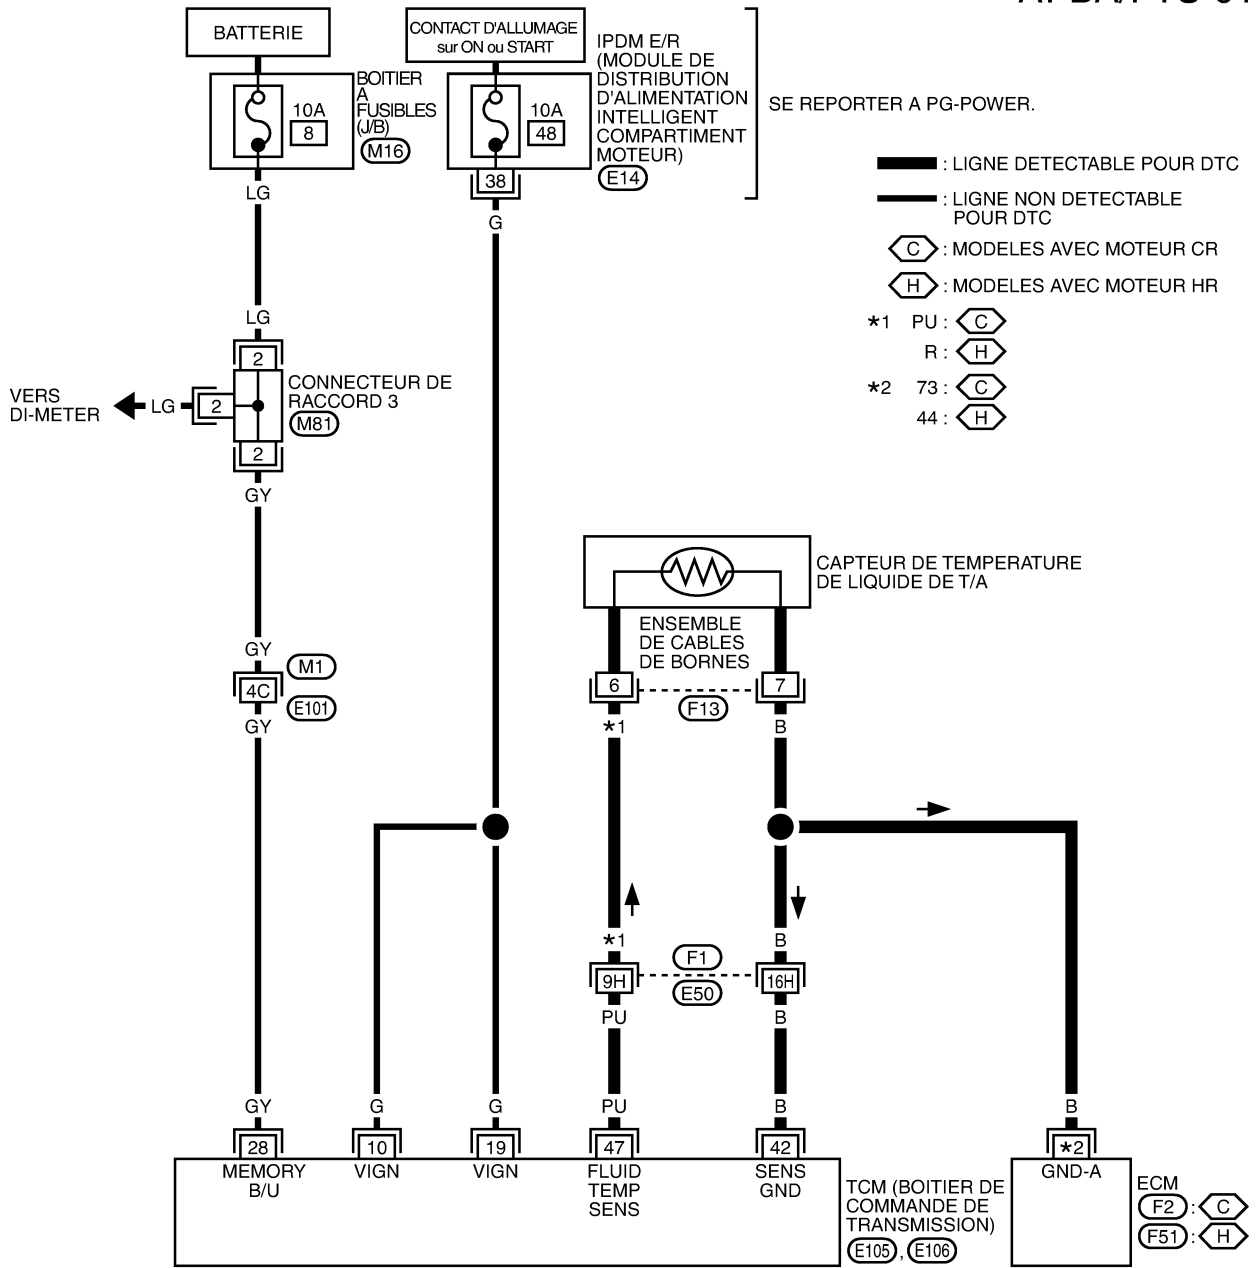 BATTERIE
CONTACT D'ALLUMAGE
sur ON ou START
BOITIER
A
FUSIBLES
(J/B)
M16
10A
8
10A
48
IPDM E/R
(MODULE DE
DISTRIBUTION
D'ALIMENTATION
INTELLIGENT
COMPARTIMENT
MOTEUR)
E14
SE REPORTER A PG-POWER.
38
LG
G
: LIGNE DETECTABLE POUR DTC
: LIGNE NON DETECTABLE
POUR DTC
C : MODELES AVEC MOTEUR CR
H : MODELES AVEC MOTEUR HR
*1 PU : C
R : H
*2 73 : C
44 : H
LG
2
VERS
DI-METER
LG
2
CONNECTEUR DE
RACCORD 3
M81
2
GY
CAPTEUR DE TEMPERATURE
DE LIQUIDE DE T/A
ENSEMBLE
DE CABLES
DE BORNES
GY
M1
4C
E101
GY
6
7
F13
*1
B
*1
B
F1
9H
16H
E50
PU
B
GY
G
G
PU
B
B
28
10
19
47
42
*2
MEMORY
B/U
VIGN
VIGN
FLUID
TEMP
SENS
SENS
GND
TCM (BOITIER DE
COMMANDE DE
TRANSMISSION)
E105 , E106
GND-A
ECM
F2 : C
F51 : H